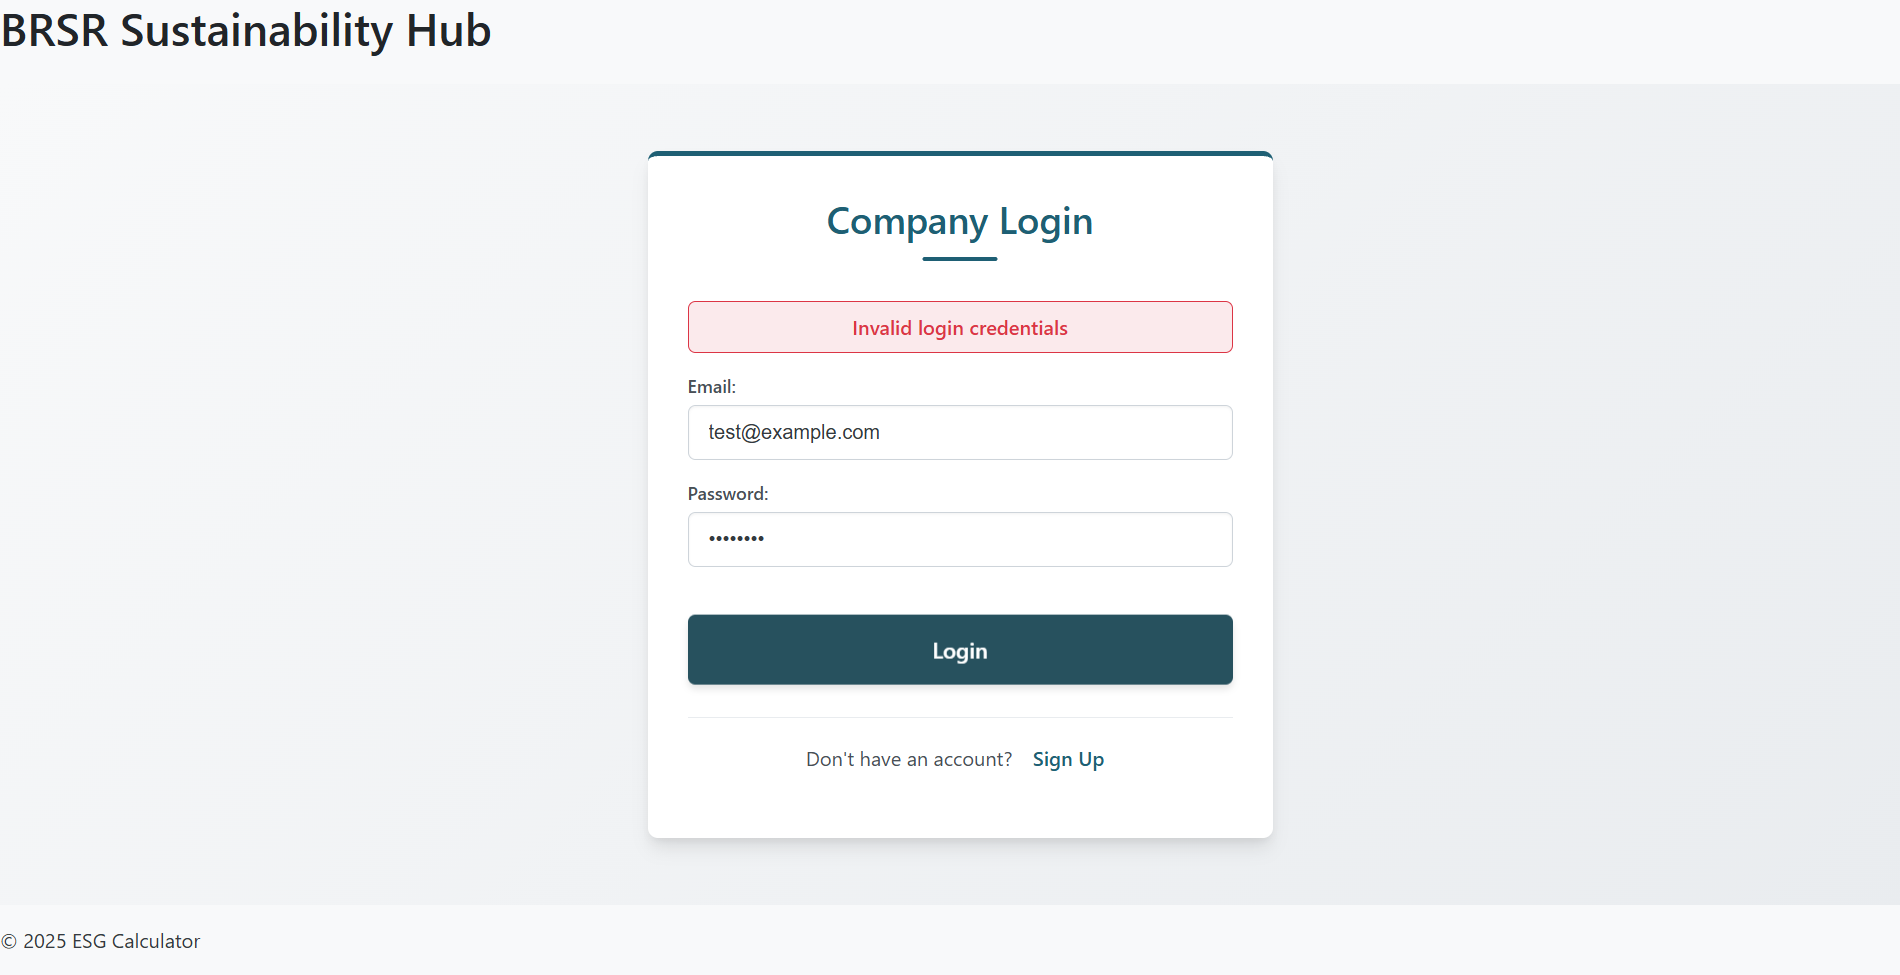 BRSR Sustainability Hub
Company Login
Invalid login credentials
Email:
test@example.com
Password:
••••••••
Login
Don't have an account? Sign Up
© 2025 ESG Calculator